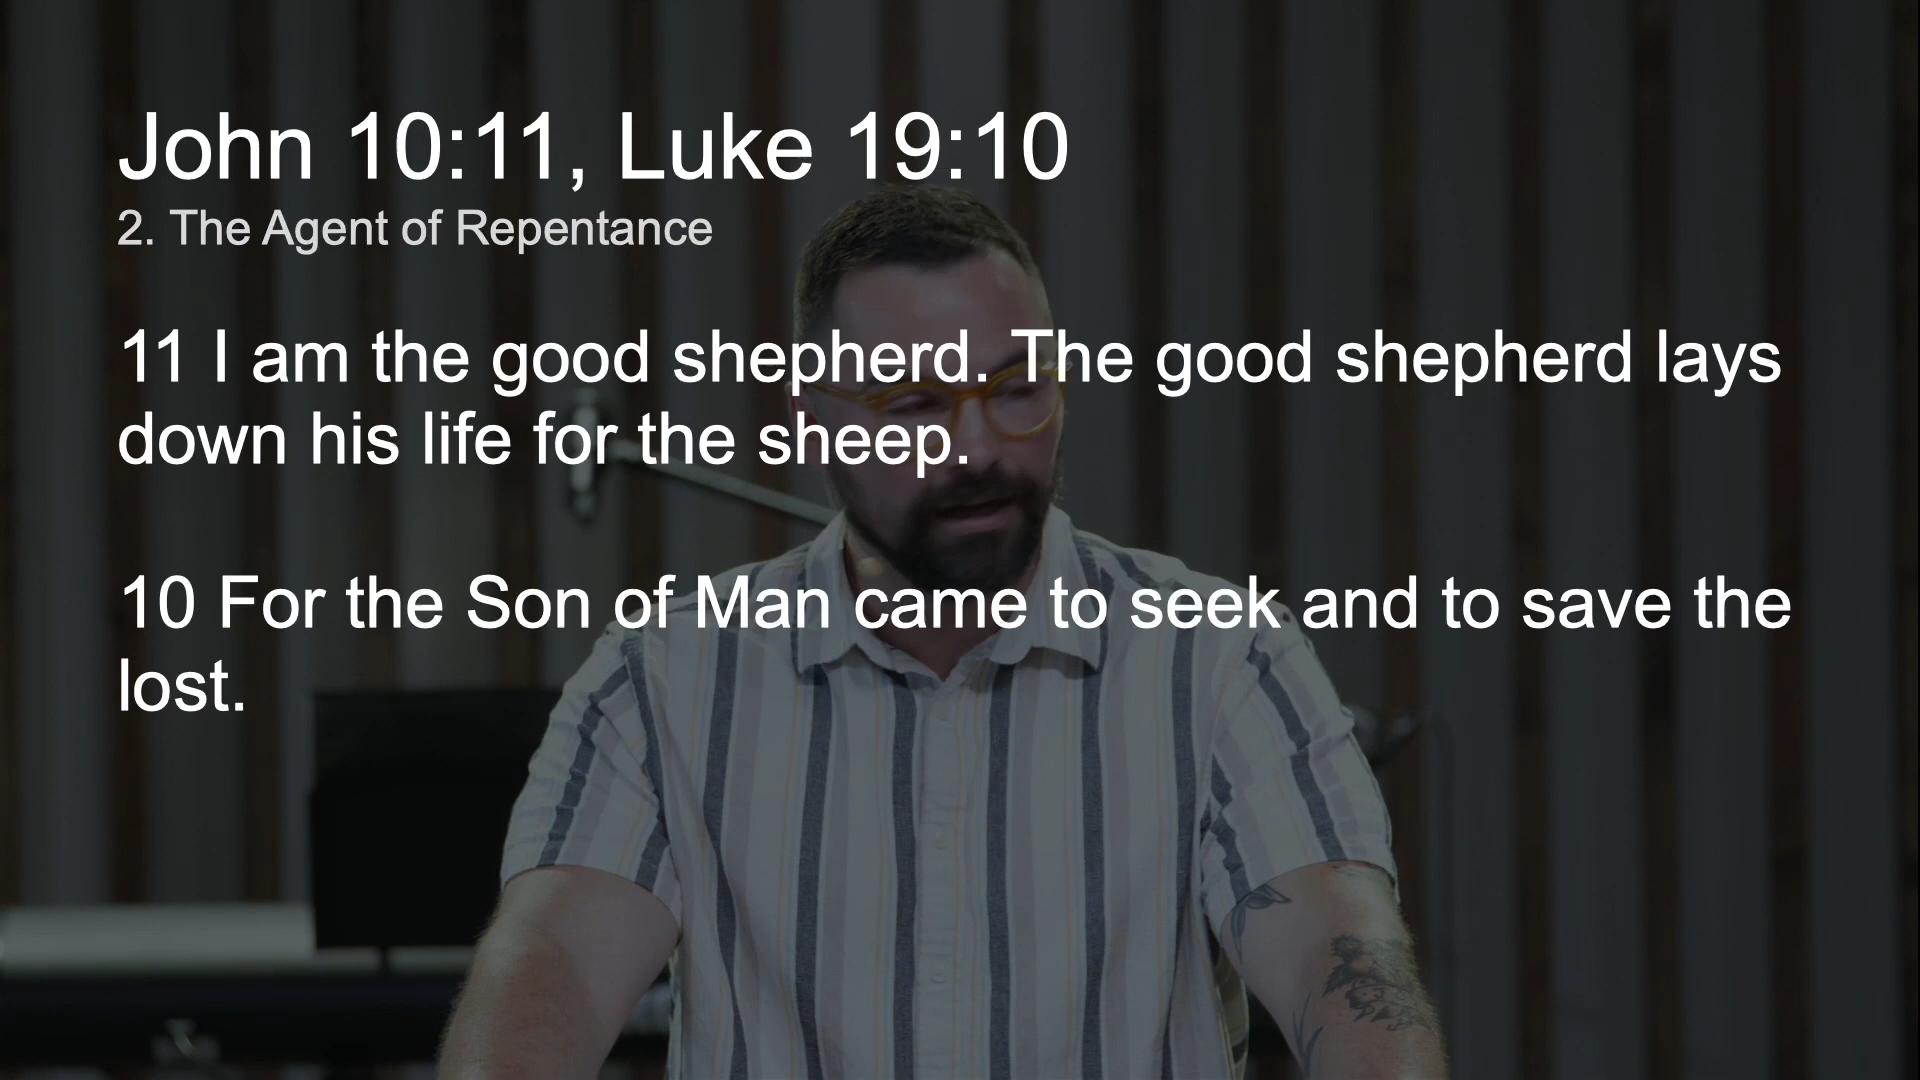 John 10:11, Luke 19:10
2. The Agent of Repentance
11 I am the good shepherd. The good shepherd lays
down his life for the sheep.
10 For the Son of Man came to seek and to save the
lost.